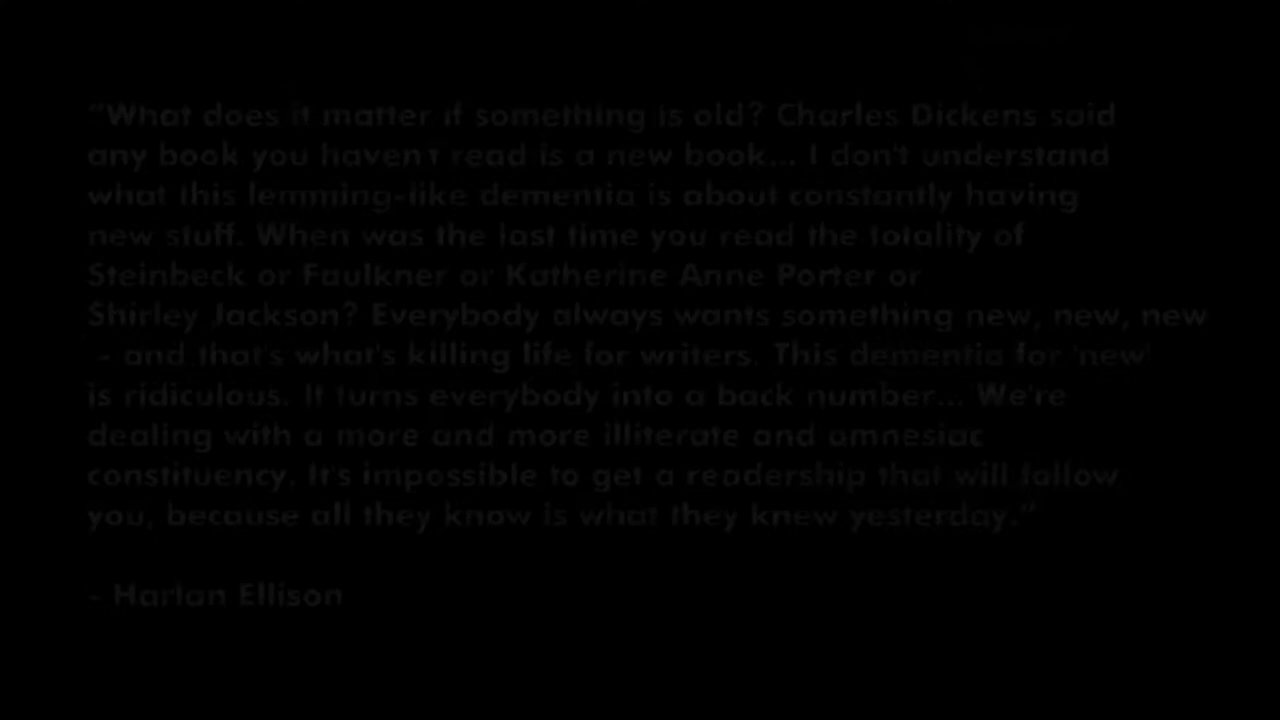 “What does it matter if something is old? Charles Dickens said
any book you haven't read is a new book... I don't understand
what this lemming-like dementia is about constantly having
new stuff. When was the last time you read the totality of
Steinbeck or Faulkner or Katherine Anne Porter or
Shirley Jackson? Everybody always wants something new, new, new
- and that's what's killing life for writers. This dementia for 'new'
is ridiculous. It turns everybody into a back number... We're
dealing with a more and more illiterate and amnesiac
constituency. It's impossible to get a readership that will follow
you, because all they know is what they knew yesterday.”
- Harlan Ellison